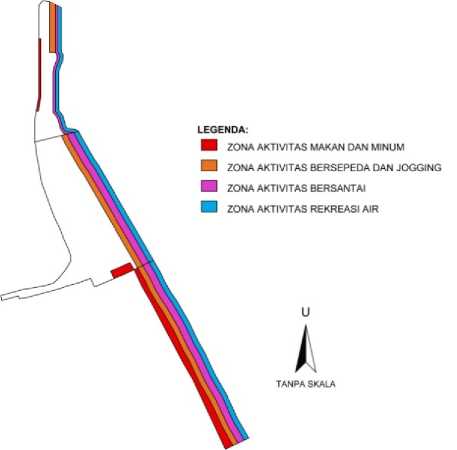 LEGENDA:
ZONA AKTIVITAS MAKAN DAN MINUM
ZONA AKTIVITAS BERSEPEDA DAN JOGGING
ZONA AKTIVITAS BERSANTAI
ZONA AKTIVITAS REKREASI AIR
U
TANPA SKALA